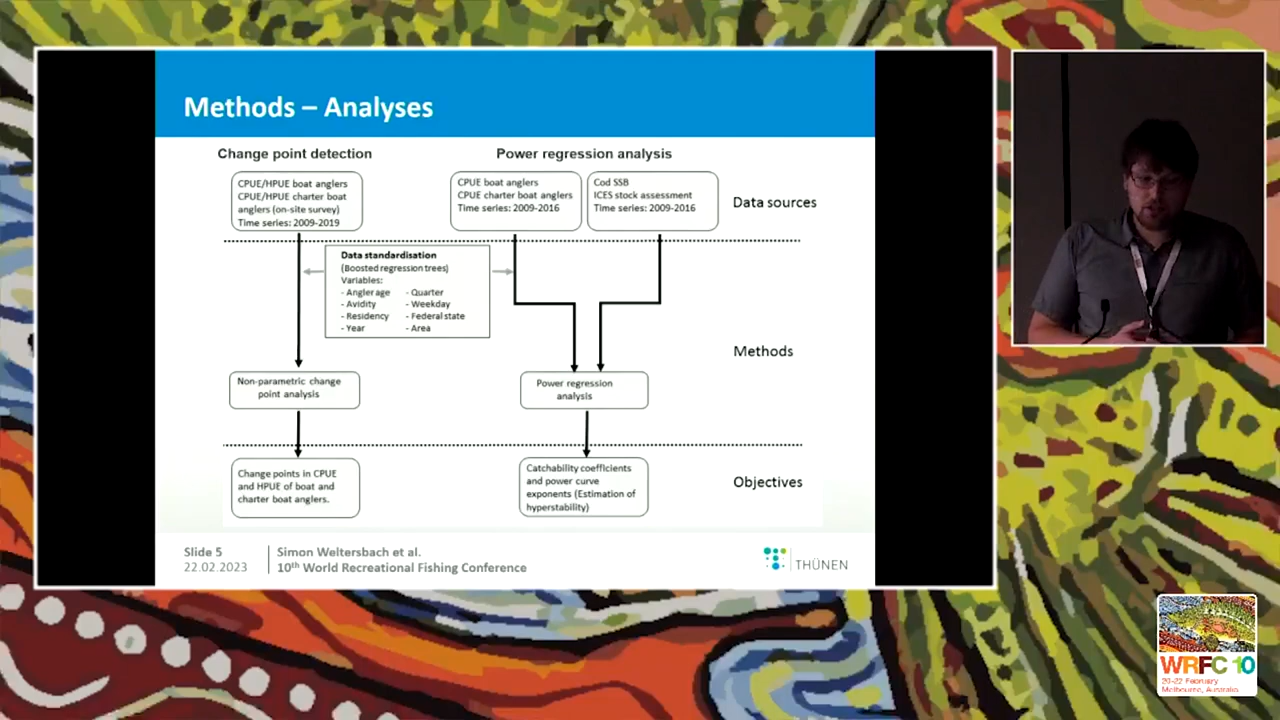 Methods – Analyses
Change point detection
Power regression analysis
CPUE/HPUE boat anglers
CPUE/HPUE charter boat
anglers (on-site survey)
Time series: 2009-2019
CPUE boat anglers
CPUE charter boat anglers
Time series: 2009-2016
Cod SSB
ICES stock assessment
Time series: 2009-2016
Data sources
Data standardisation
(Boosted regression trees)
Variables:
- Angler age - Quarter
- Avidity - Weekday
- Residency - Federal state
- Year - Area
Methods
Non-parametric change
point analysis
Power regression
analysis
Change points in CPUE
and HPUE of boat and
charter boat anglers.
Catchability coefficients
and power curve
exponents (Estimation of
hyperstability)
Objectives
Slide 5
22.02.2023
Simon Weltersbach et al.
10th World Recreational Fishing Conference
THÜNEN
WRFC 10
20-22 February
Melbourne, Australia